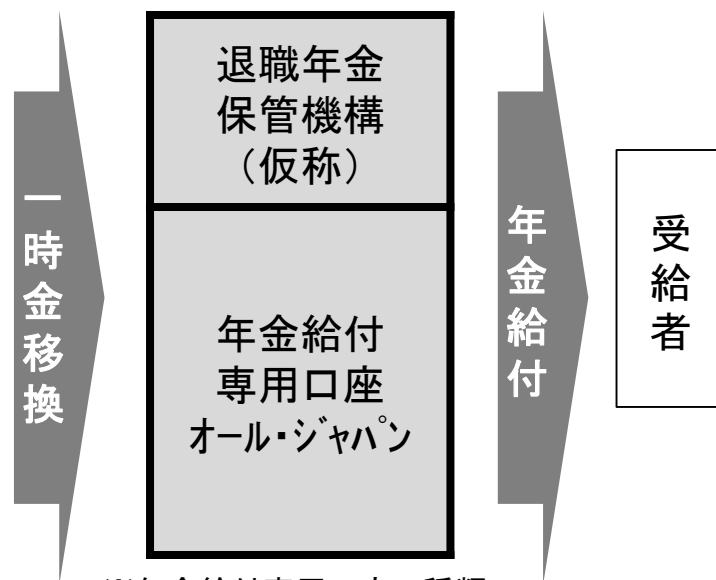 一時金移換
退職年金
保管機構
（仮称）
年金給付
専用口座
ｵｰﾙ･ｼﾞｬﾊﾟﾝ
年金給付
受給者